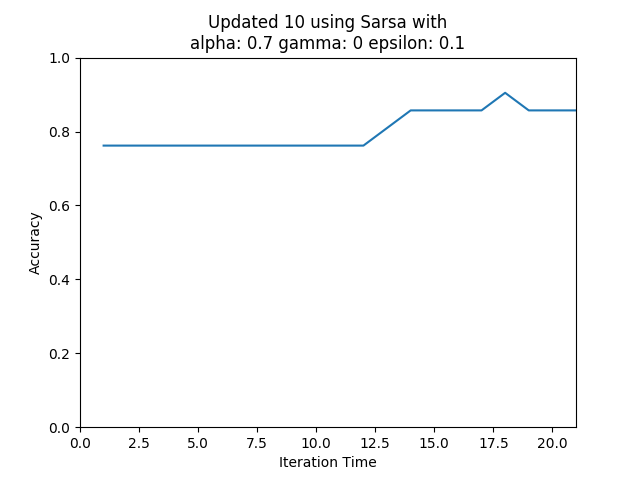 Updated 10 using Sarsa with
alpha: 0.7 gamma: 0 epsilon: 0.1
1.0
0.8
0.6
0.4
0.2
0.0
Accuracy
0.0 2.5 5.0 7.5 10.0 12.5 15.0 17.5 20.0
Iteration Time